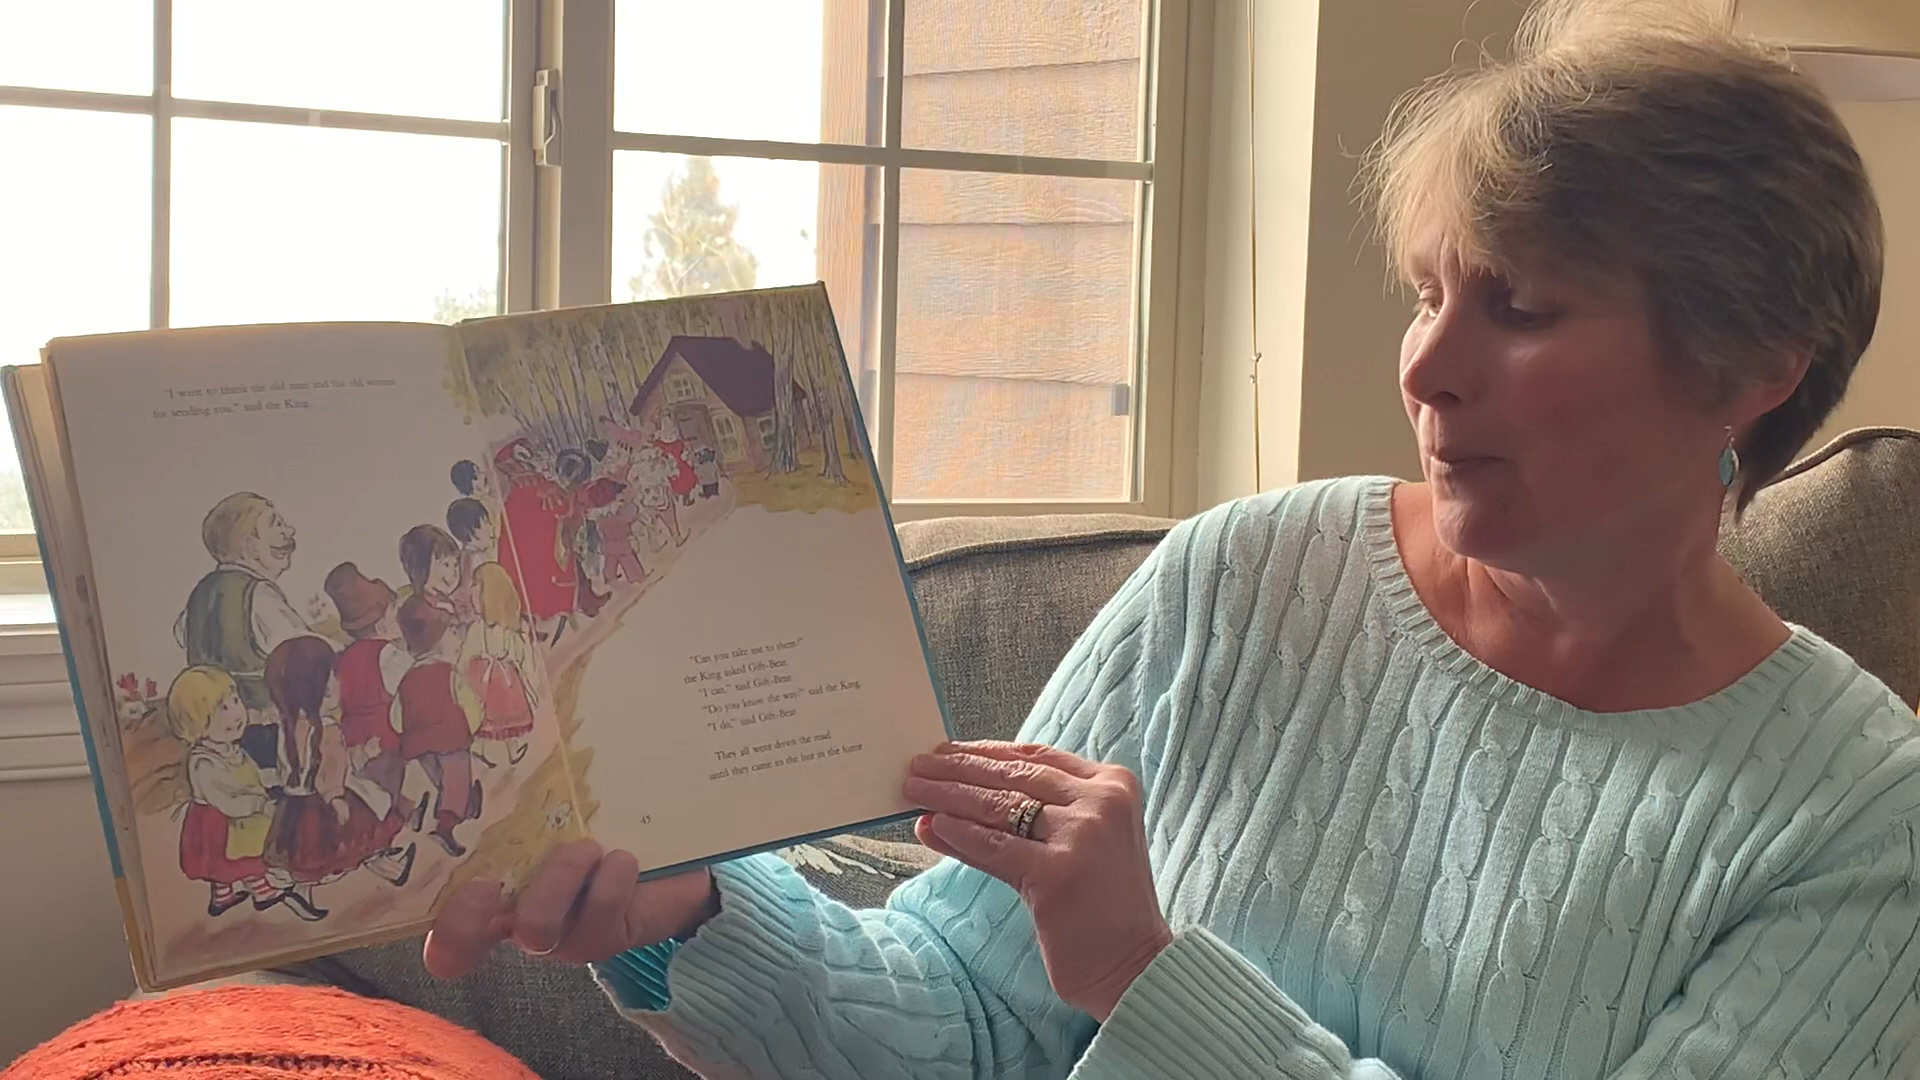 "I want to thank the old man and the old woman
for sending you," said the King.
"Can you take me to them?"
the King asked Gift-Bear.
"I can," said Gift-Bear.
"Do you know the way?" said the King.
"I do," said Gift-Bear.
They all went down the road
until they came to the hut in the forest
45